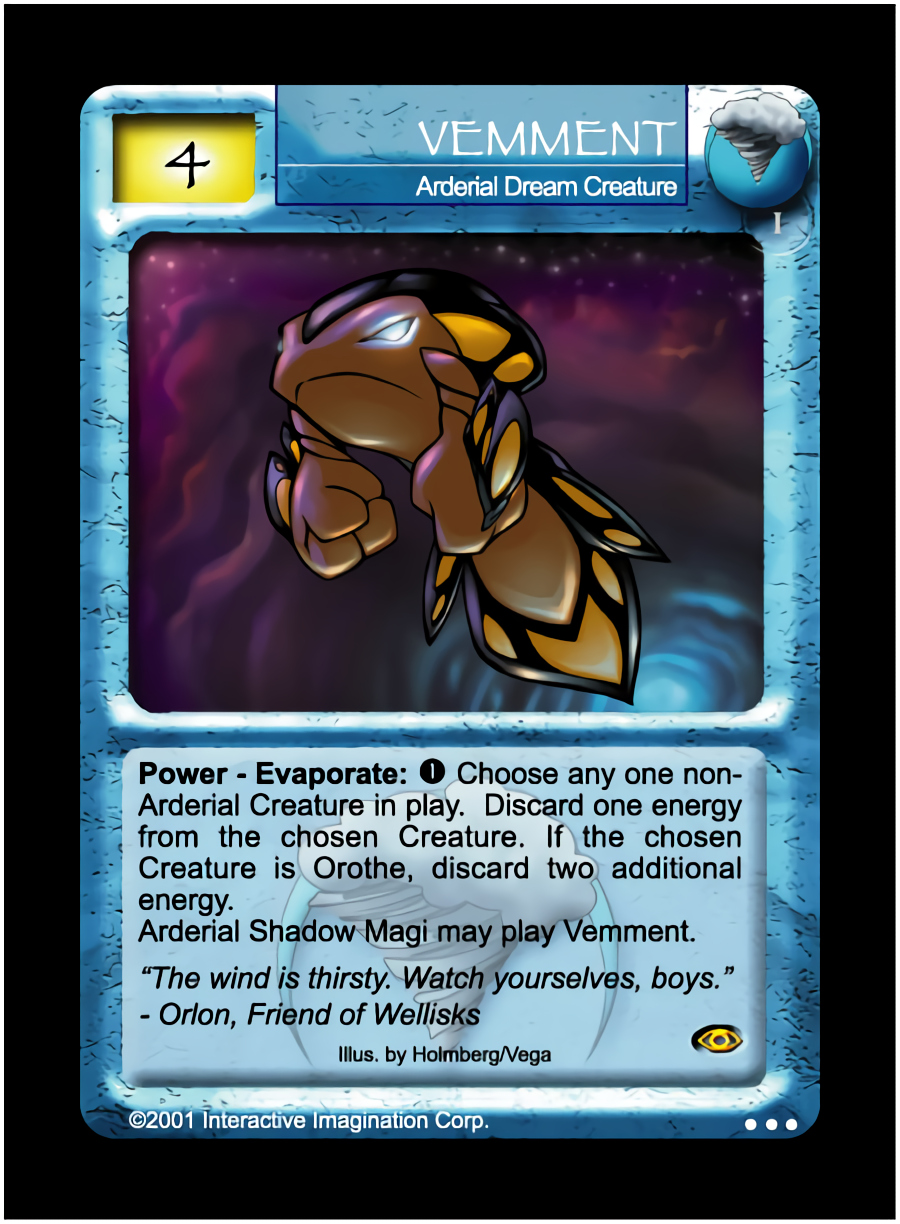 4
VEMMENT
Arderial Dream Creature
I
Power - Evaporate: ❶ Choose any one non-
Arderial Creature in play. Discard one energy
from the chosen Creature. If the chosen
Creature is Orothe, discard two additional
energy.
Arderial Shadow Magi may play Vemment.
“The wind is thirsty. Watch yourselves, boys.”
- Orlon, Friend of Wellisks
Illus. by Holmberg/Vega
©2001 Interactive Imagination Corp.